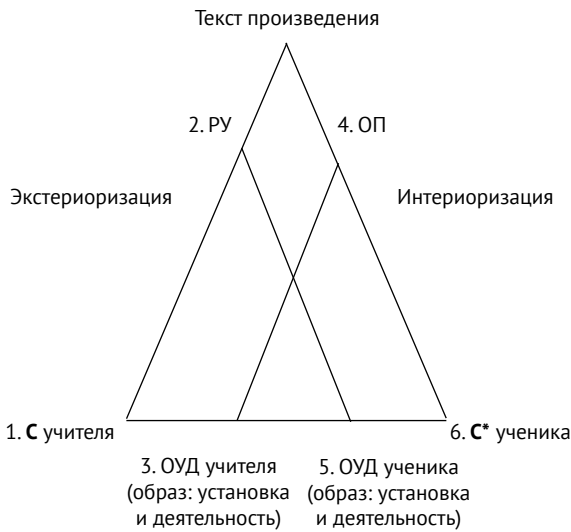 Текст произведения
2. РУ
4. ОП
Экстериоризация
Интериоризация
1. С учителя
6. С* ученика
3. ОУД учителя
(образ: установка
и деятельность)
5. ОУД ученика
(образ: установка
и деятельность)